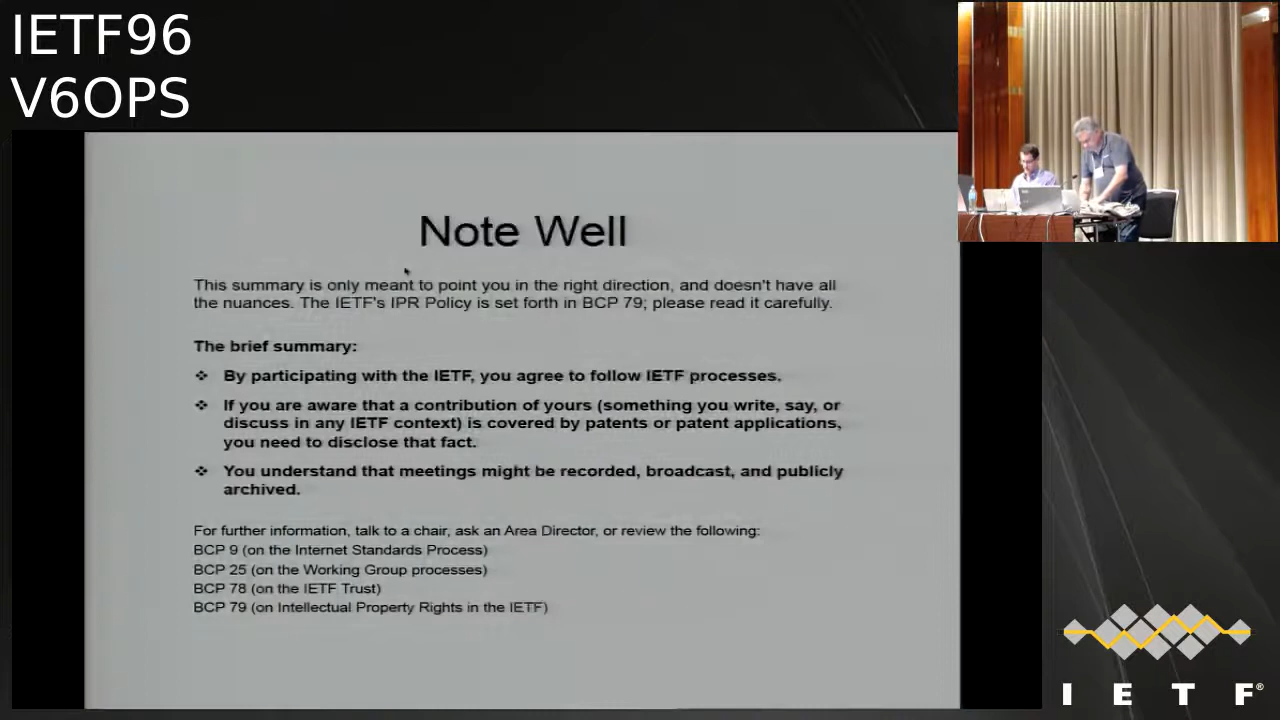 IETF96
V6OPS
Note Well
This summary is only meant to point you in the right direction, and doesn't have all
the nuances. The IETF's IPR Policy is set forth in BCP 79; please read it carefully.
The brief summary:
❖ By participating with the IETF, you agree to follow IETF processes.
❖ If you are aware that a contribution of yours (something you write, say, or
discuss in any IETF context) is covered by patents or patent applications,
you need to disclose that fact.
❖ You understand that meetings might be recorded, broadcast, and publicly
archived.
For further information, talk to a chair, ask an Area Director, or review the following:
BCP 9 (on the Internet Standards Process)
BCP 25 (on the Working Group processes)
BCP 78 (on the IETF Trust)
BCP 79 (on Intellectual Property Rights in the IETF)
I E T F®